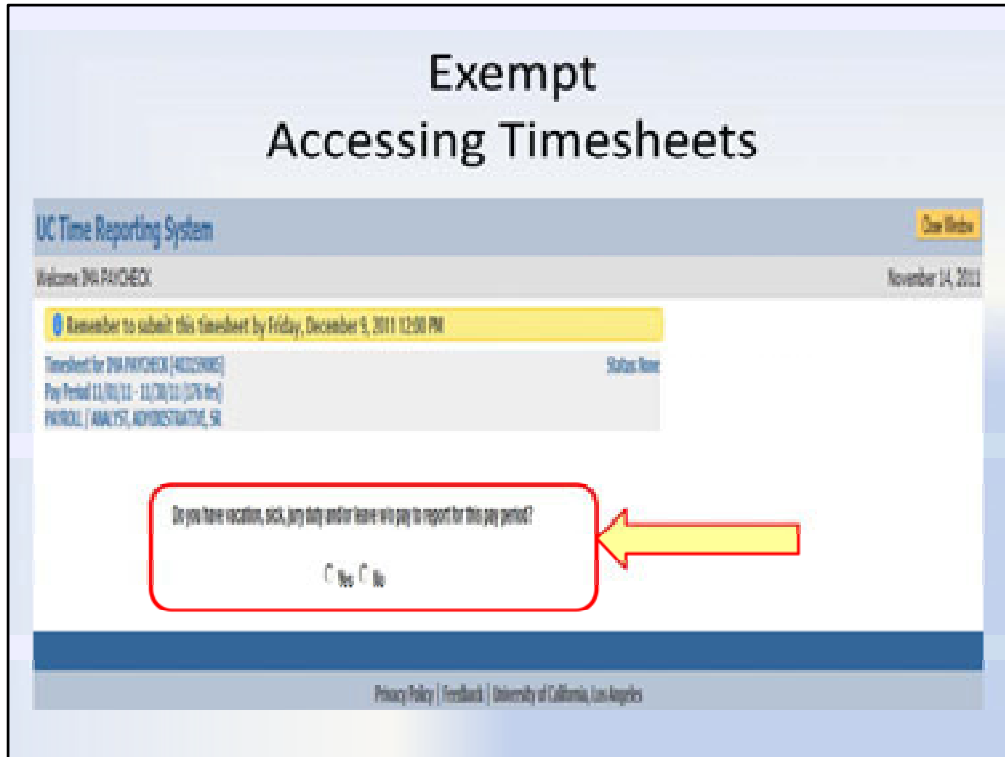 Exempt
Accessing Timesheets
UC Time Reporting System
Close Window
Welcome IMA PAYCHECK
November 14, 2011
Remember to submit this timesheet by Friday, December 9, 2011 12:00 PM
Timesheet for IMA PAYCHECK
Status: None
Pay Period 11/01/11 - 11/30/11 (176 Hrs)
PAYROLL | ANALYST, ADMINISTRATIVE, SR
Do you have vacation, sick, jury duty and/or leave w/o pay to report for this pay period?
Yes No
Privacy Policy | Feedback | University of California, Los Angeles